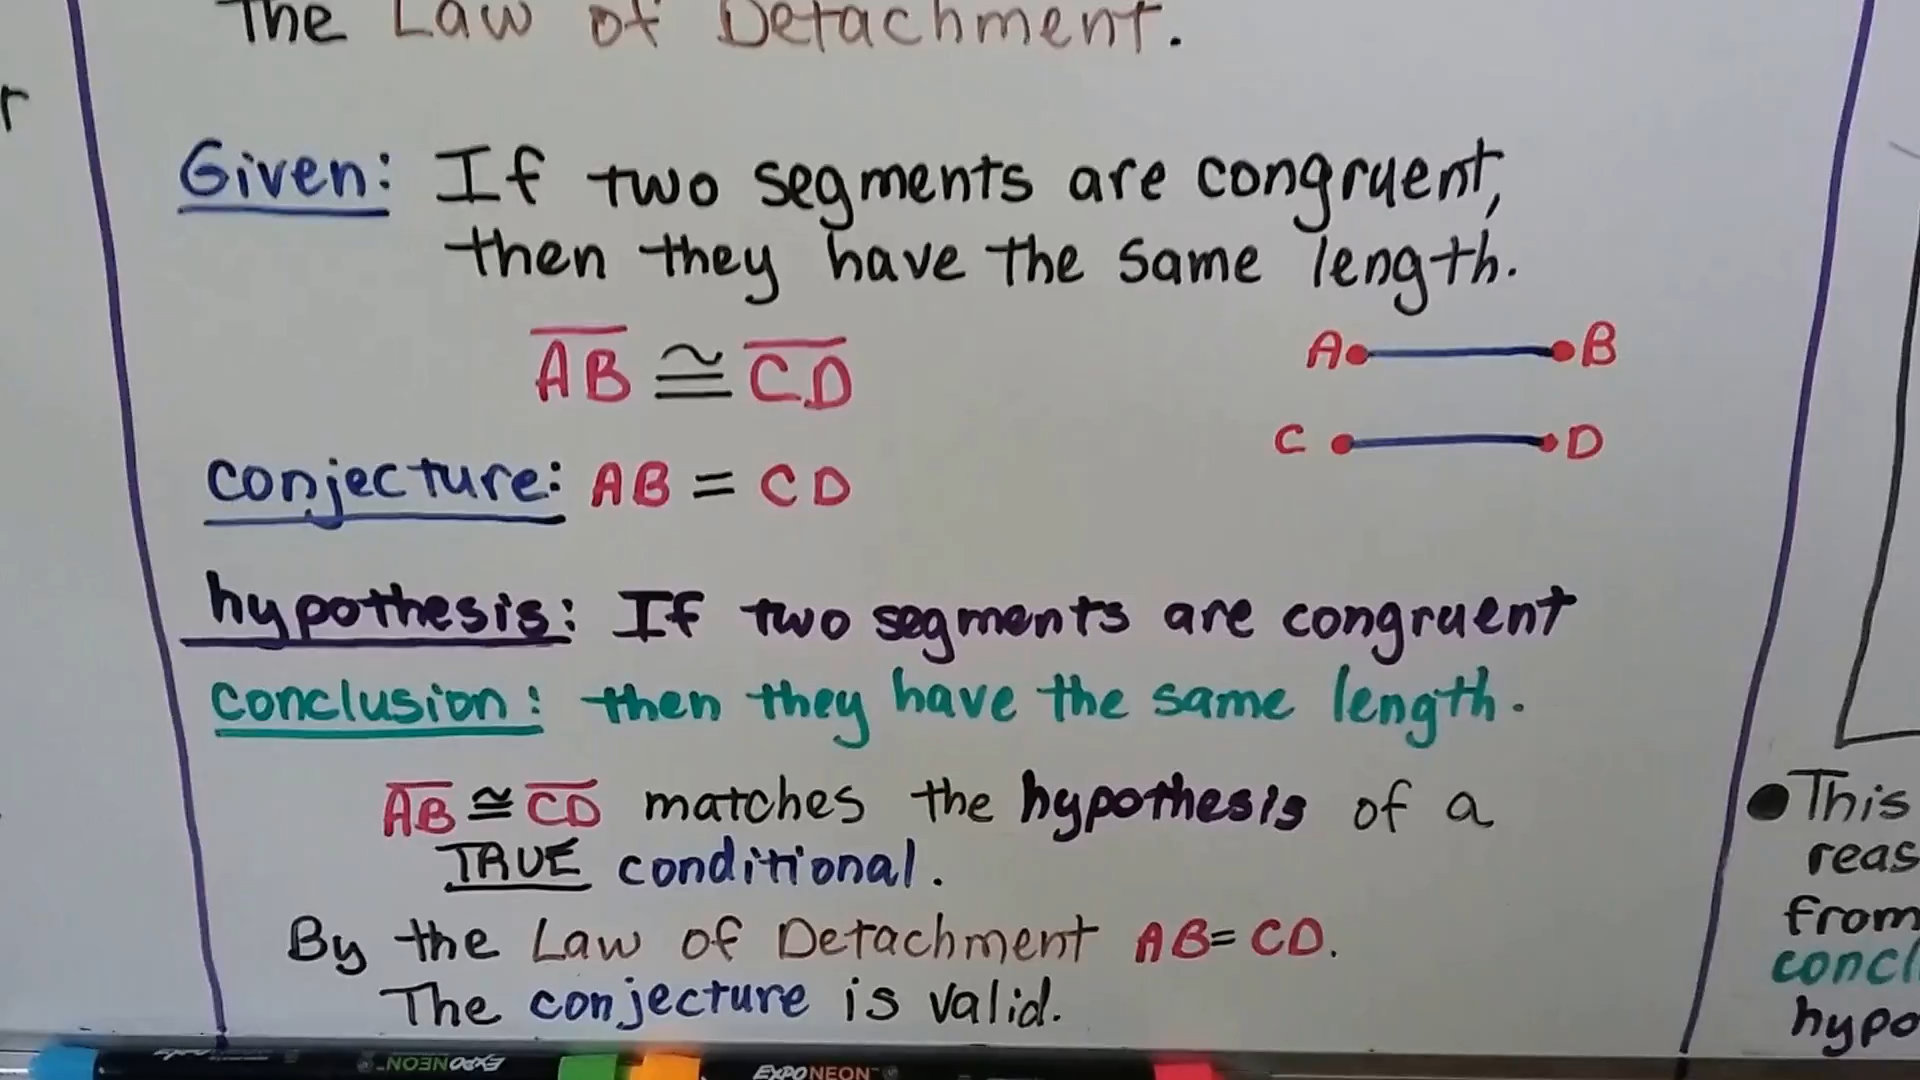 The Law of Detachment.
r
Given: If two segments are congruent,
then they have the same length.
A B
AB ≅ CD
C D
conjecture: AB = CD
hypothesis: If two segments are congruent
conclusion: then they have the same length.
AB ≅ CD matches the hypothesis of a
TRUE conditional.
By the Law of Detachment AB = CD.
The conjecture is valid.
This
reas
from
concl
hypo
EXPO NEON
EXPO NEON